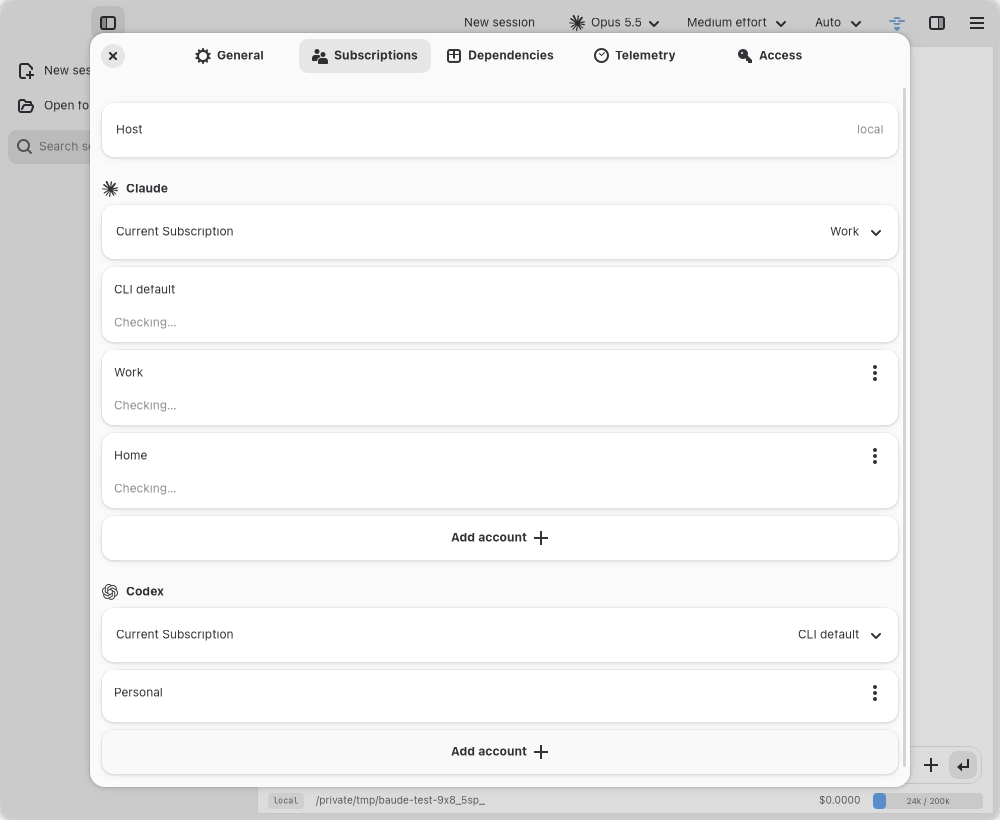 New session
Opus 5.5
Medium effort
Auto
General
Subscriptions
Dependencies
Telemetry
Access
New ses
Open to
Search se
Host
local
Claude
Current Subscription
Work
CLI default
Checking...
Work
Checking...
Home
Checking...
Add account
Codex
Current Subscription
CLI default
Personal
Add account
local
/private/tmp/baude-test-9x8_5sp_
$0.0000
24k / 200k